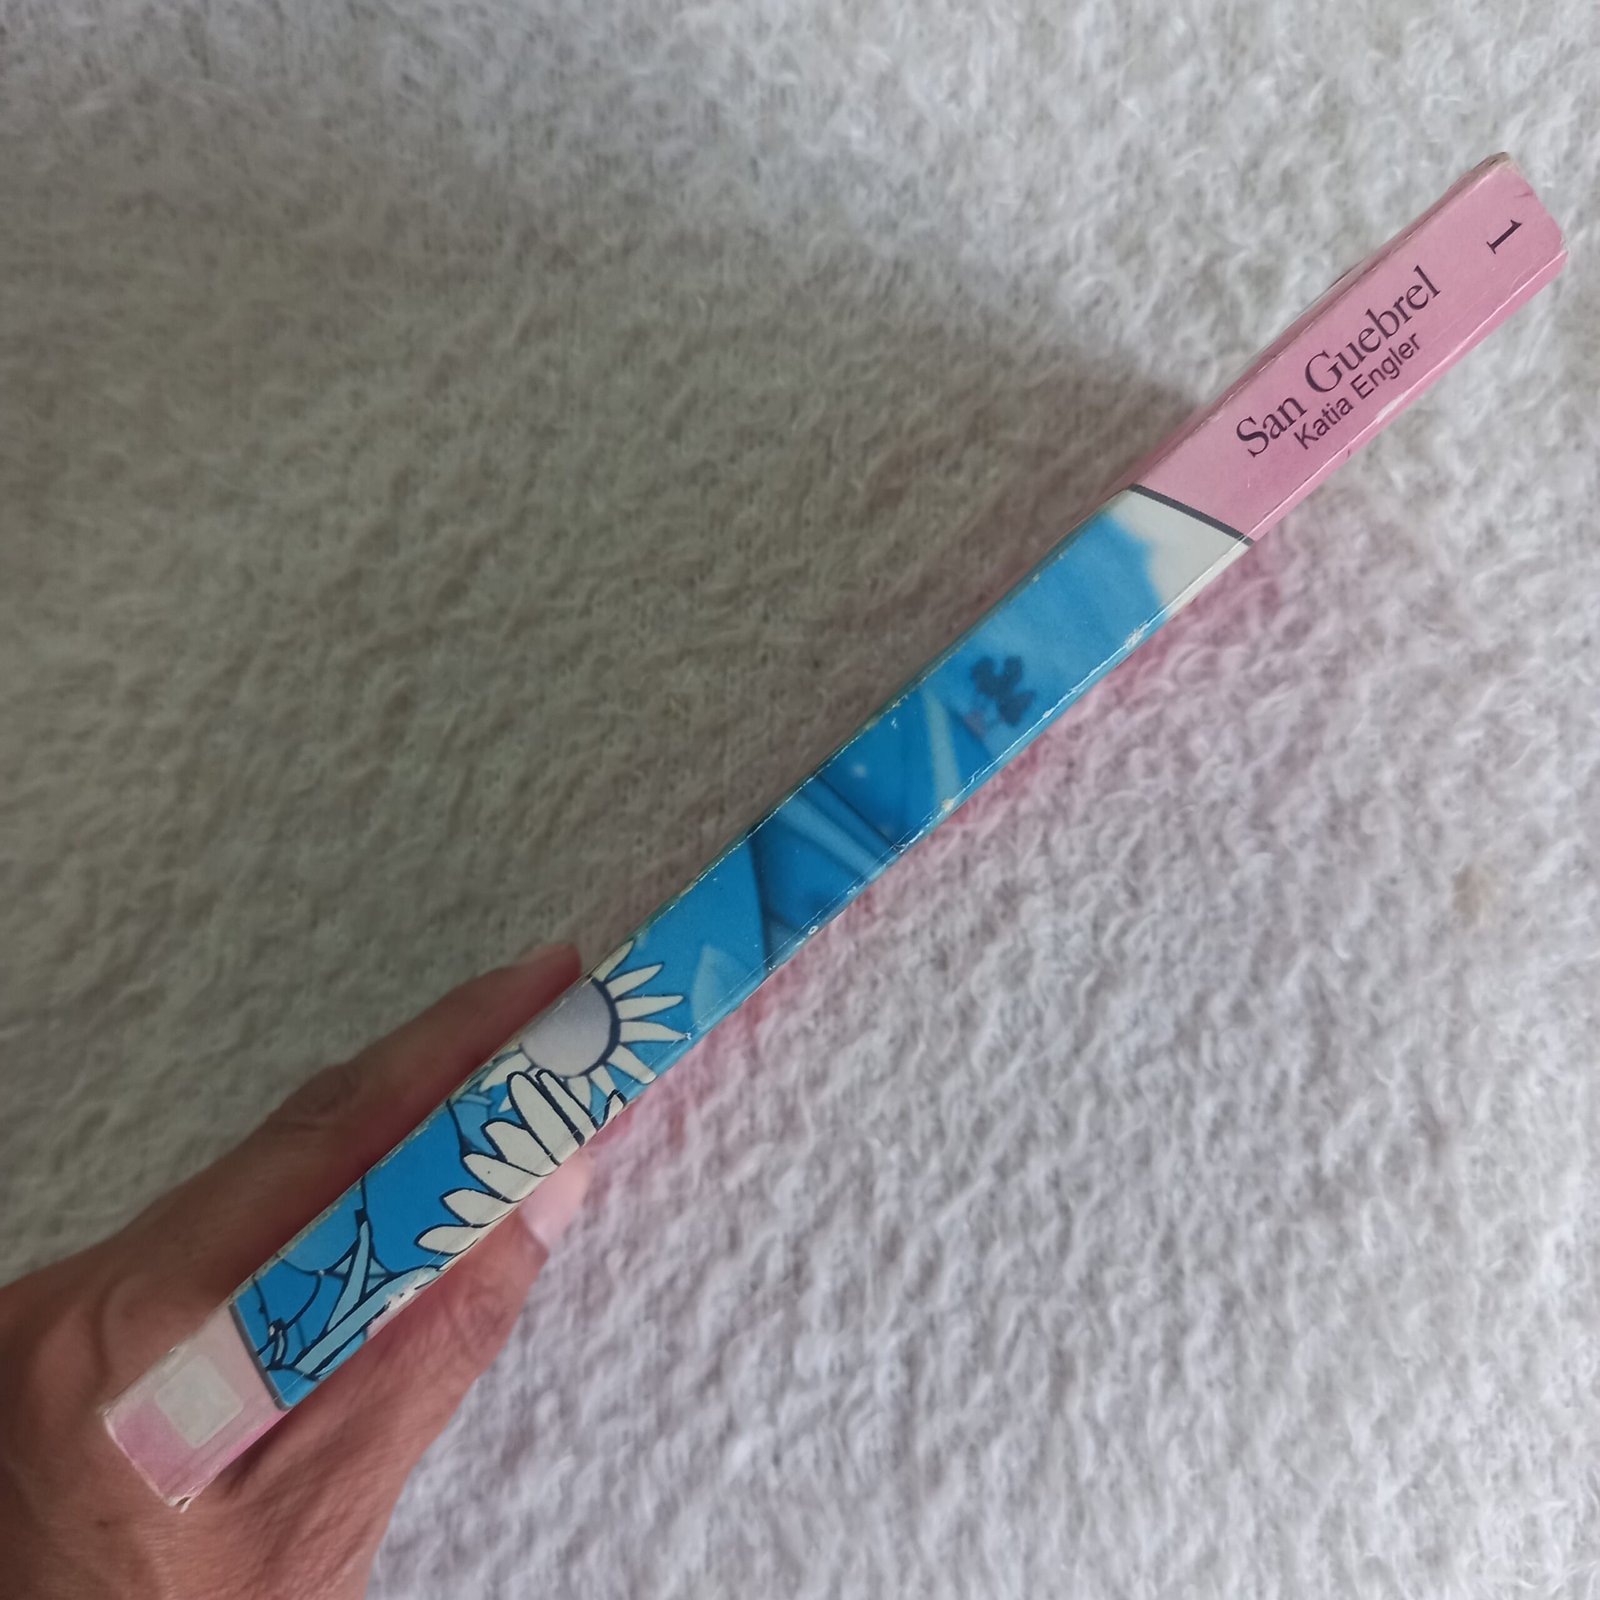 San Guebrel
Katia Engler
1